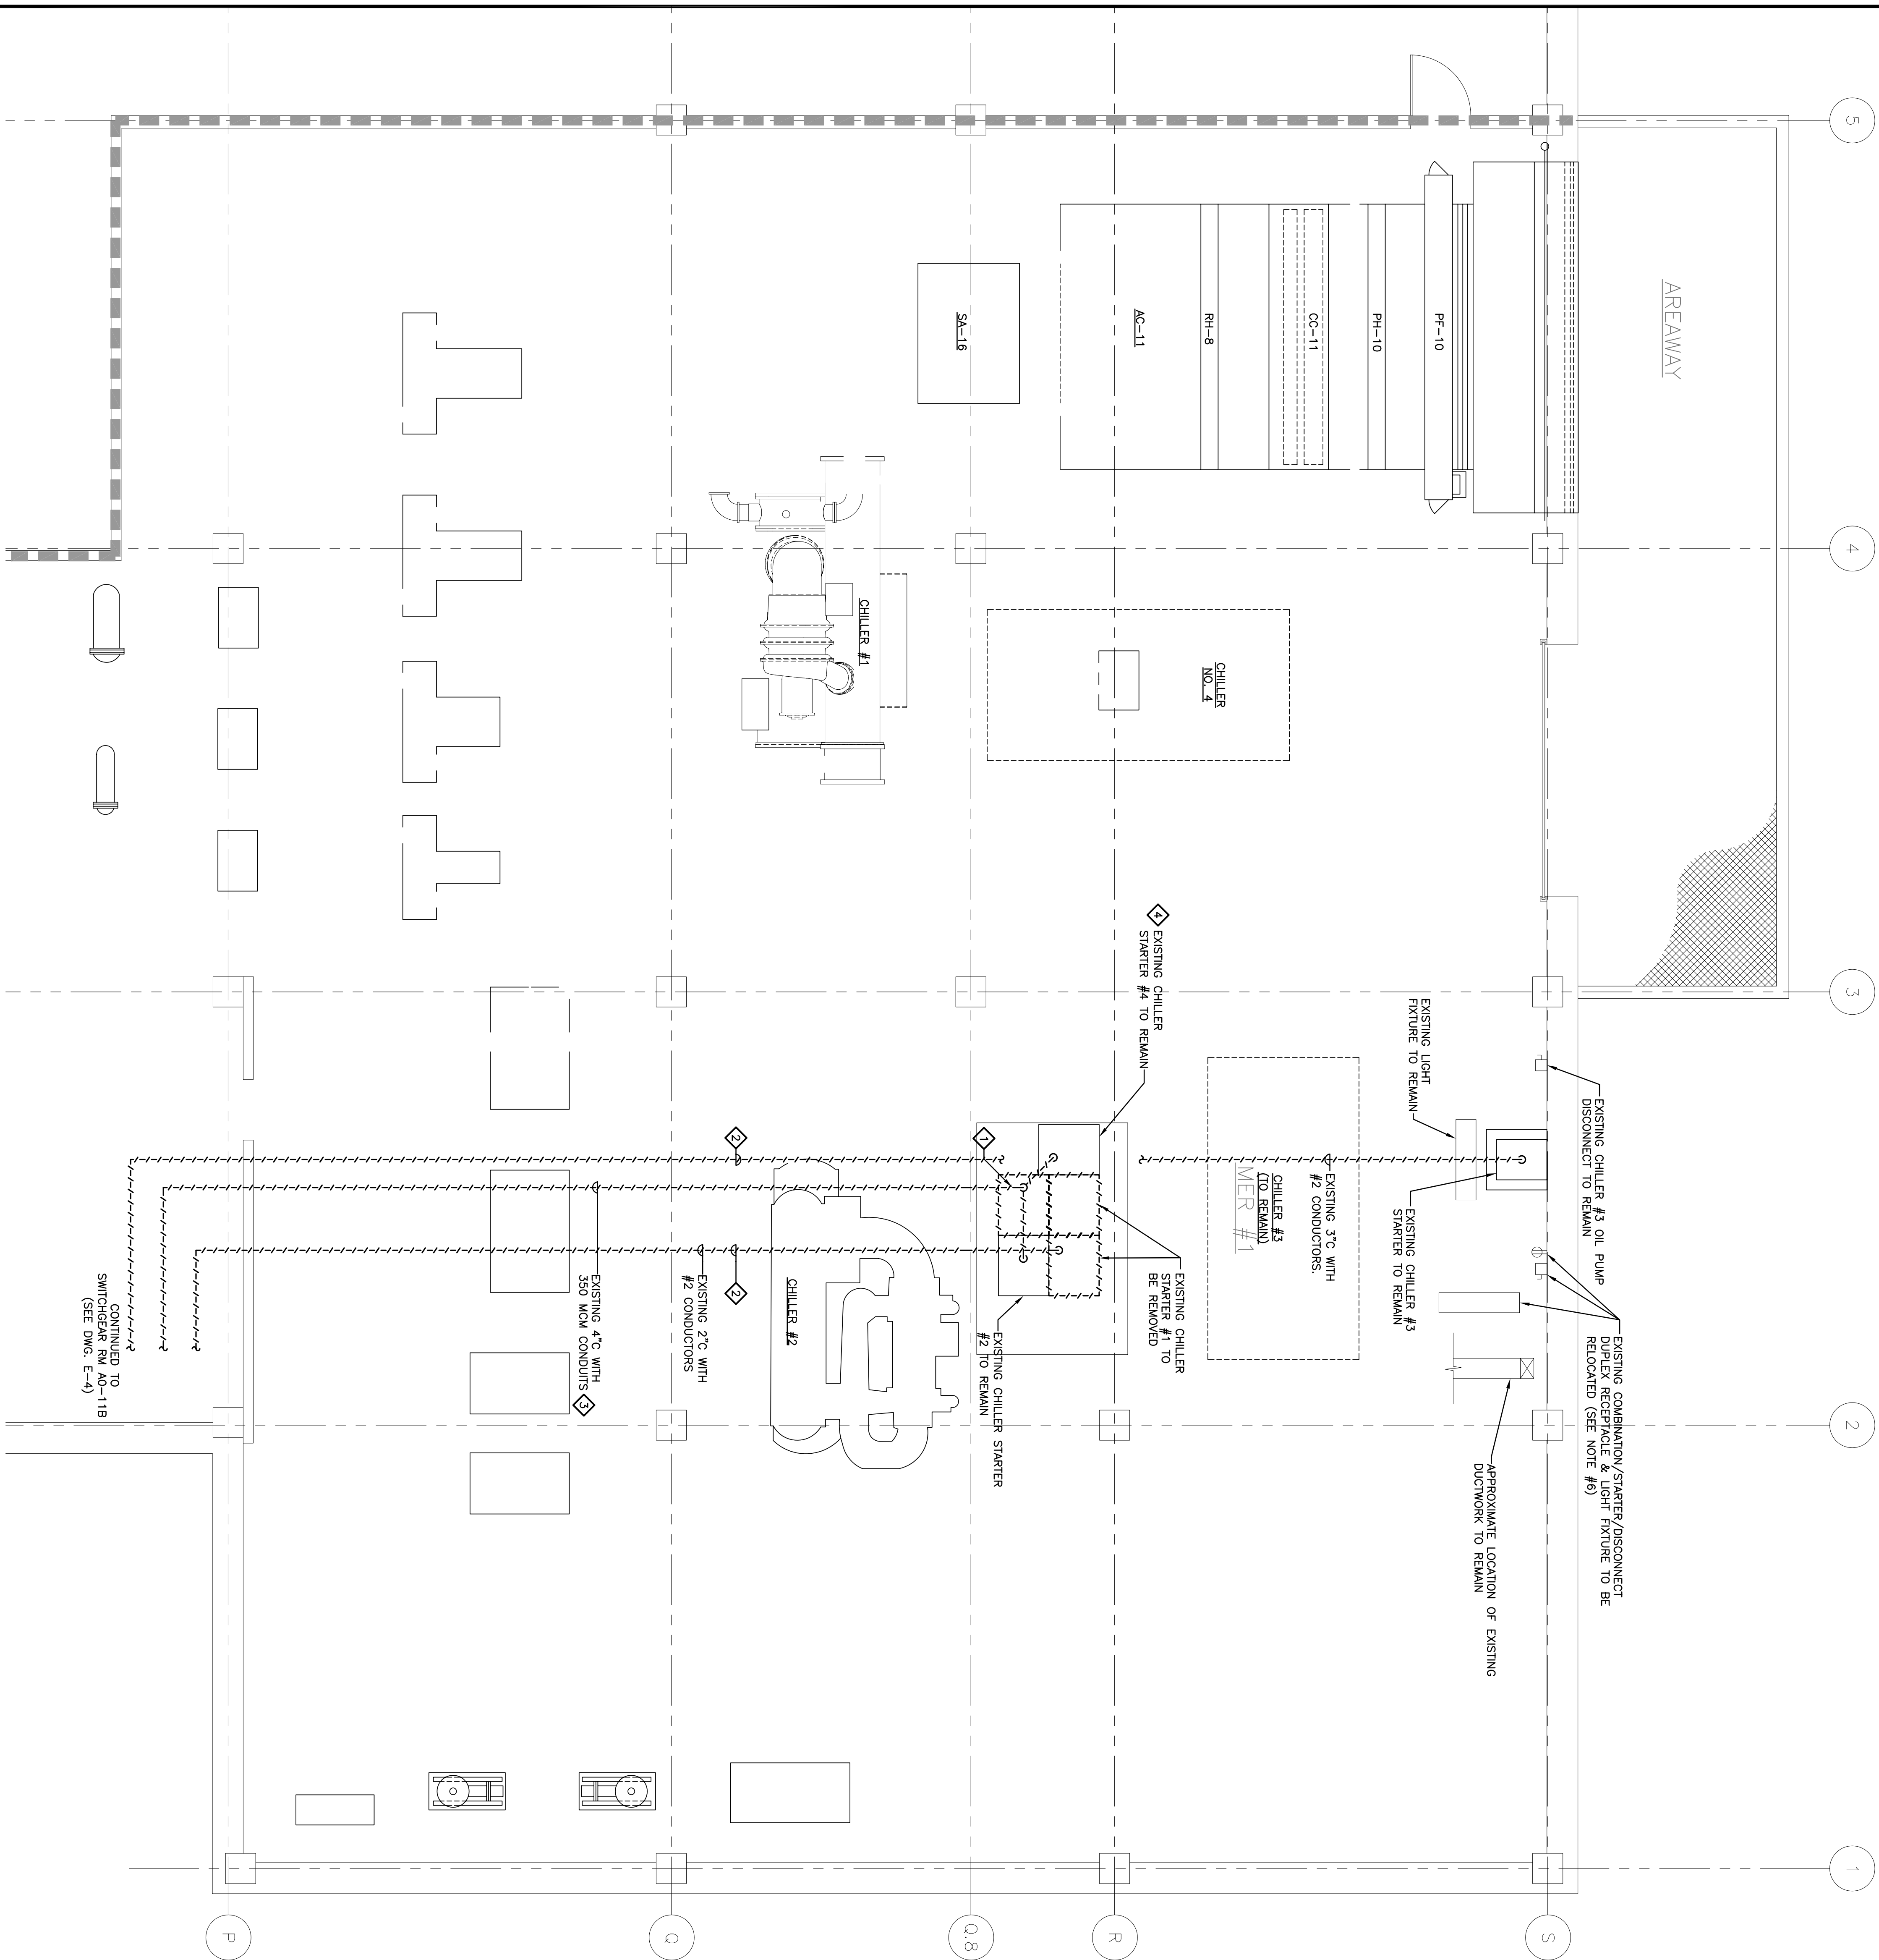 5
4
3
2
1
S
R
Q.8
Q
P
AREAWAY
PF-10
PH-10
CC-11
RH-8
AC-11
SA-16
CHILLER #1
CHILLER
NO. 4
4
EXISTING CHILLER
STARTER #4 TO REMAIN
EXISTING LIGHT
FIXTURE TO REMAIN
EXISTING CHILLER #3 OIL PUMP
DISCONNECT TO REMAIN
EXISTING CHILLER #3
STARTER TO REMAIN
EXISTING COMBINATION/STARTER/DISCONNECT
DUPLEX RECEPTACLE & LIGHT FIXTURE TO BE
RELOCATED (SEE NOTE #6)
APPROXIMATE LOCATION OF EXISTING
DUCTWORK TO REMAIN
EXISTING 3"C WITH
#2 CONDUCTORS.
CHILLER #3
(TO REMAIN)
MER #1
EXISTING CHILLER
STARTER #1 TO
BE REMOVED
EXISTING CHILLER STARTER
#2 TO REMAIN
1
2
2
CHILLER #2
EXISTING 2"C WITH
#2 CONDUCTORS
EXISTING 4"C WITH
350 MCM CONDUITS
3
CONTINUED TO
SWITCHGEAR RM A0-11B
(SEE DWG. E-4)